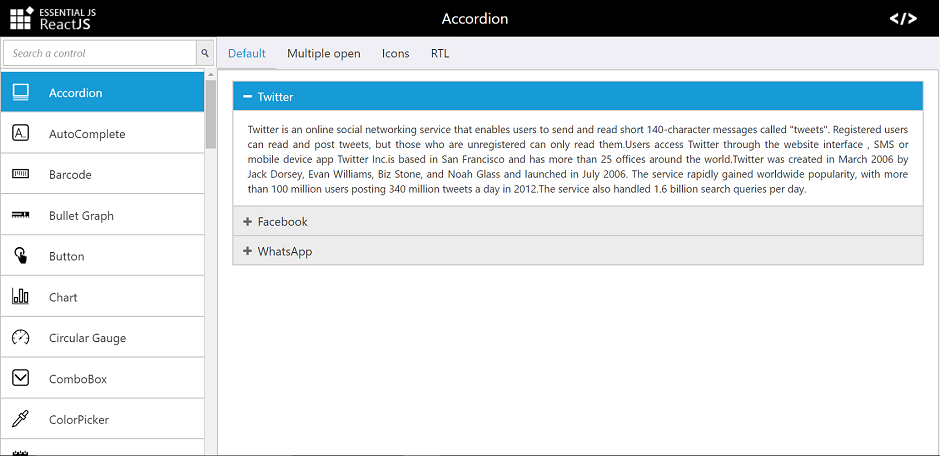 ESSENTIAL JS
ReactJS
Accordion
</>
Search a control
Default
Multiple open
Icons
RTL
Accordion
AutoComplete
Barcode
Bullet Graph
Button
Chart
Circular Gauge
ComboBox
ColorPicker
Twitter
Twitter is an online social networking service that enables users to send and read short 140-character messages called "tweets". Registered users
can read and post tweets, but those who are unregistered can only read them.Users access Twitter through the website interface , SMS or
mobile device app Twitter Inc.is based in San Francisco and has more than 25 offices around the world.Twitter was created in March 2006 by
Jack Dorsey, Evan Williams, Biz Stone, and Noah Glass and launched in July 2006. The service rapidly gained worldwide popularity, with more
than 100 million users posting 340 million tweets a day in 2012.The service also handled 1.6 billion search queries per day.
Facebook
WhatsApp